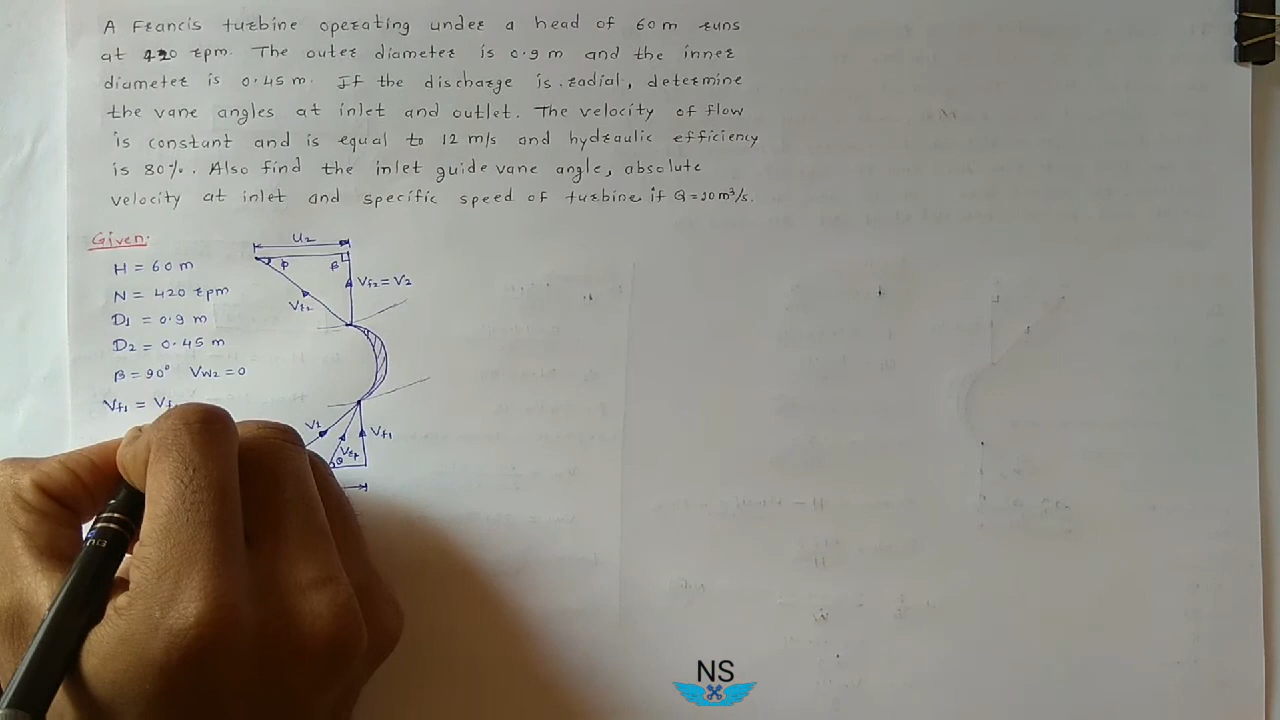 A Francis turbine operating under a head of 60 m runs
at 420 rpm. The outer diameter is 0.9 m and the inner
diameter is 0.45 m. If the discharge is radial, determine
the vane angles at inlet and outlet. The velocity of flow
is constant and is equal to 12 m/s and hydraulic efficiency
is 80%. Also find the inlet guide vane angle, absolute
velocity at inlet and specific speed of turbine if Q = 10 m³/s.
Given:
H = 60 m
N = 420 rpm
D1 = 0.9 m
D2 = 0.45 m
β = 90° Vw2 = 0
Vf1 = Vf
U2
φ β
Vf2 = V2
Vr2
V1
Vr1
θ
Vf1
NS